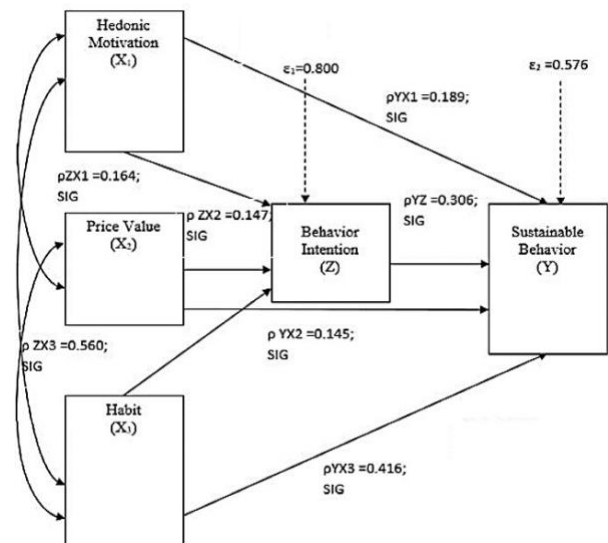 Hedonic
Motivation
(X₁)
ε₁=0.800
ε₂ =0.576
ρYX1 =0.189;
SIG
ρZX1 =0.164;
SIG
ρ ZX2 =0.147;
SIG
ρYZ =0.306;
SIG
Price Value
(X₂)
Behavior
Intention
(Z)
Sustainable
Behavior
(Y)
ρ ZX3 =0.560;
SIG
ρ YX2 =0.145;
SIG
Habit
(X₃)
ρYX3 =0.416;
SIG